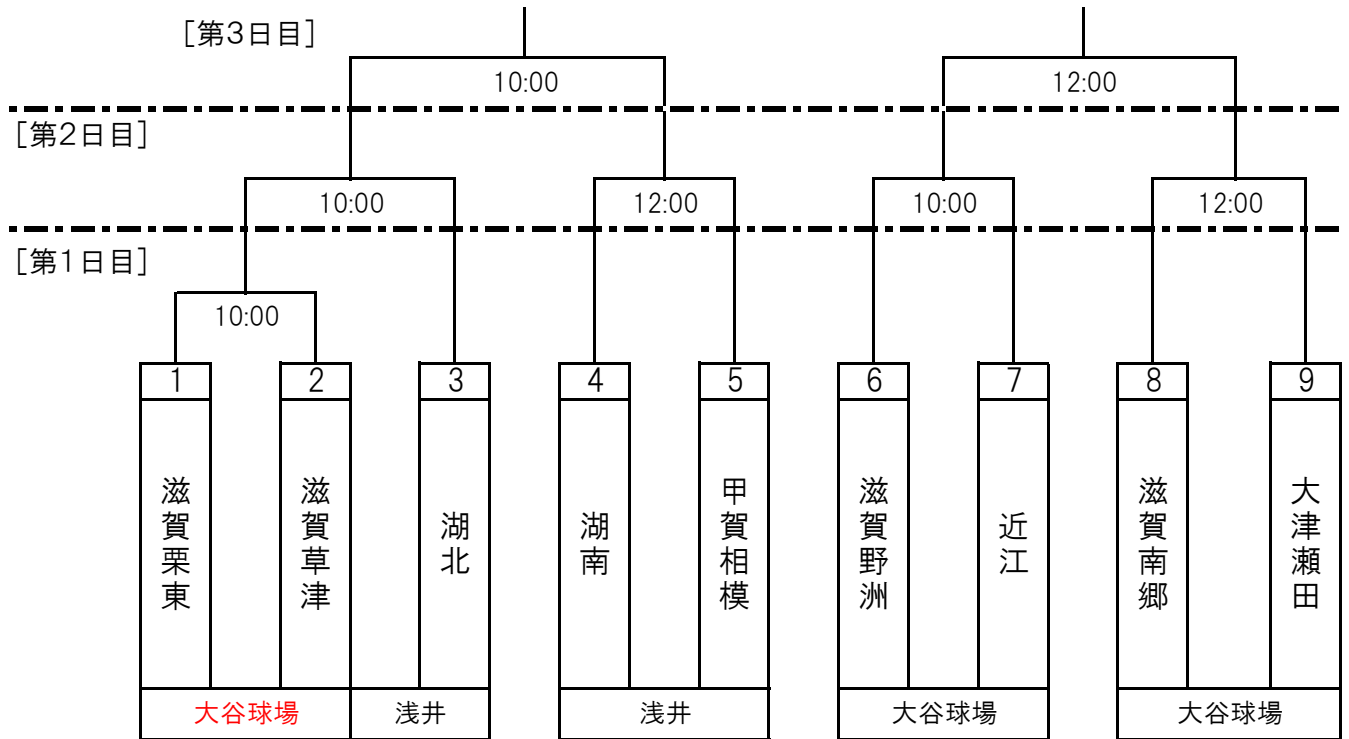 [第3日目]
10:00
12:00
[第2日目]
10:00
12:00
10:00
12:00
[第1日目]
10:00
1
2
3
4
5
6
7
8
9
滋賀栗東
滋賀草津
湖北
湖南
甲賀相模
滋賀野洲
近江
滋賀南郷
大津瀬田
大谷球場
浅井
浅井
大谷球場
大谷球場